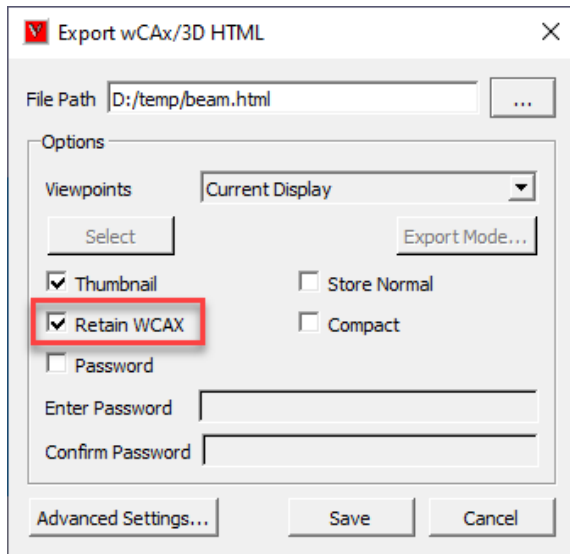 Export wCAx/3D HTML
File Path D:/temp/beam.html ...
Options
Viewpoints Current Display
Select Export Mode...
Thumbnail Store Normal
Retain WCAX Compact
Password
Enter Password
Confirm Password
Advanced Settings... Save Cancel